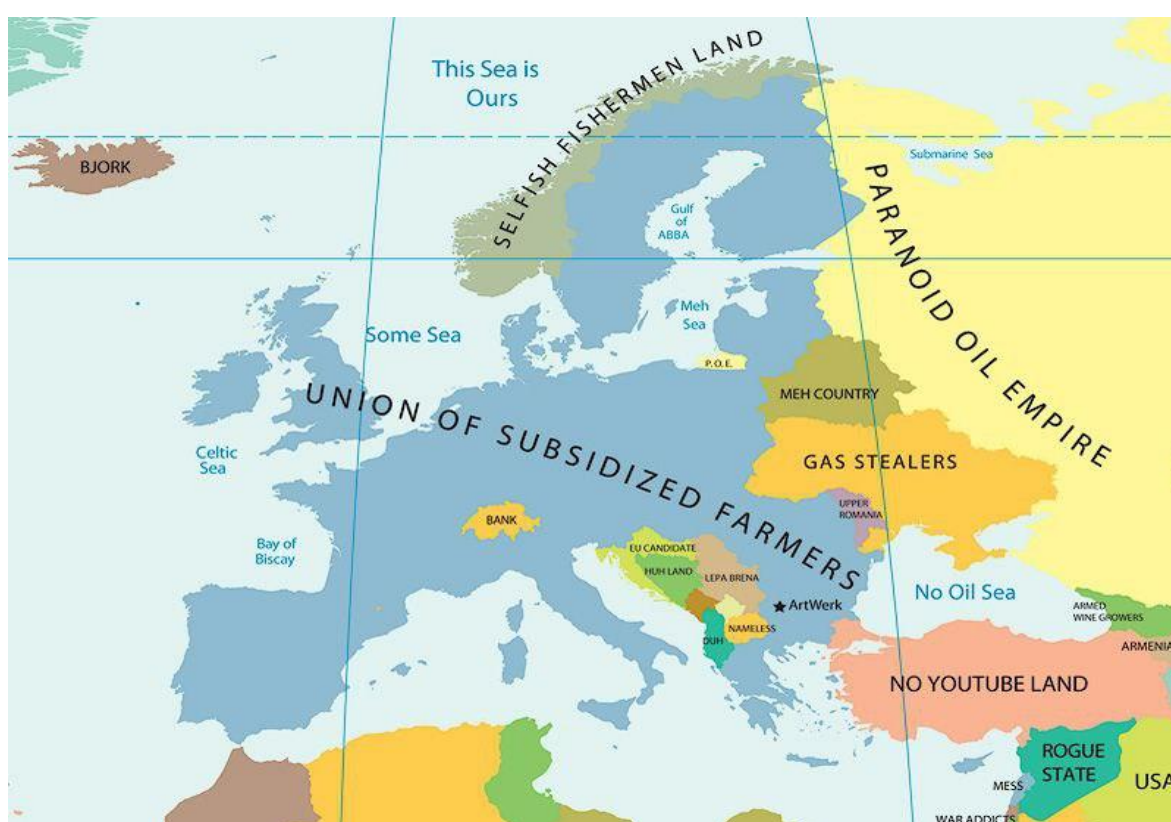 This Sea is
Ours
SELFISH FISHERMEN LAND
BJORK
Submarine Sea
PARANOID OIL EMPIRE
Gulf
of
ABBA
Meh
Sea
Some Sea
P.O.E.
MEH COUNTRY
UNION OF SUBSIDIZED FARMERS
Celtic
Sea
GAS STEALERS
UPPER
ROMANIA
BANK
Bay of
Biscay
EU CANDIDATE
HUH LAND
LEPA BRENA
No Oil Sea
ArtWerk
ARMED
WINE GROWERS
NAMELESS
DUH
ARMENIA
NO YOUTUBE LAND
ROGUE
STATE
MESS
USA
WAR ADDICTS